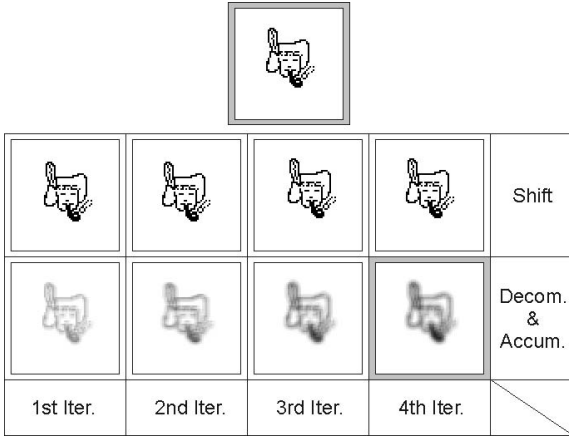 Shift
Decom.
&
Accum.
1st Iter.
2nd Iter.
3rd Iter.
4th Iter.